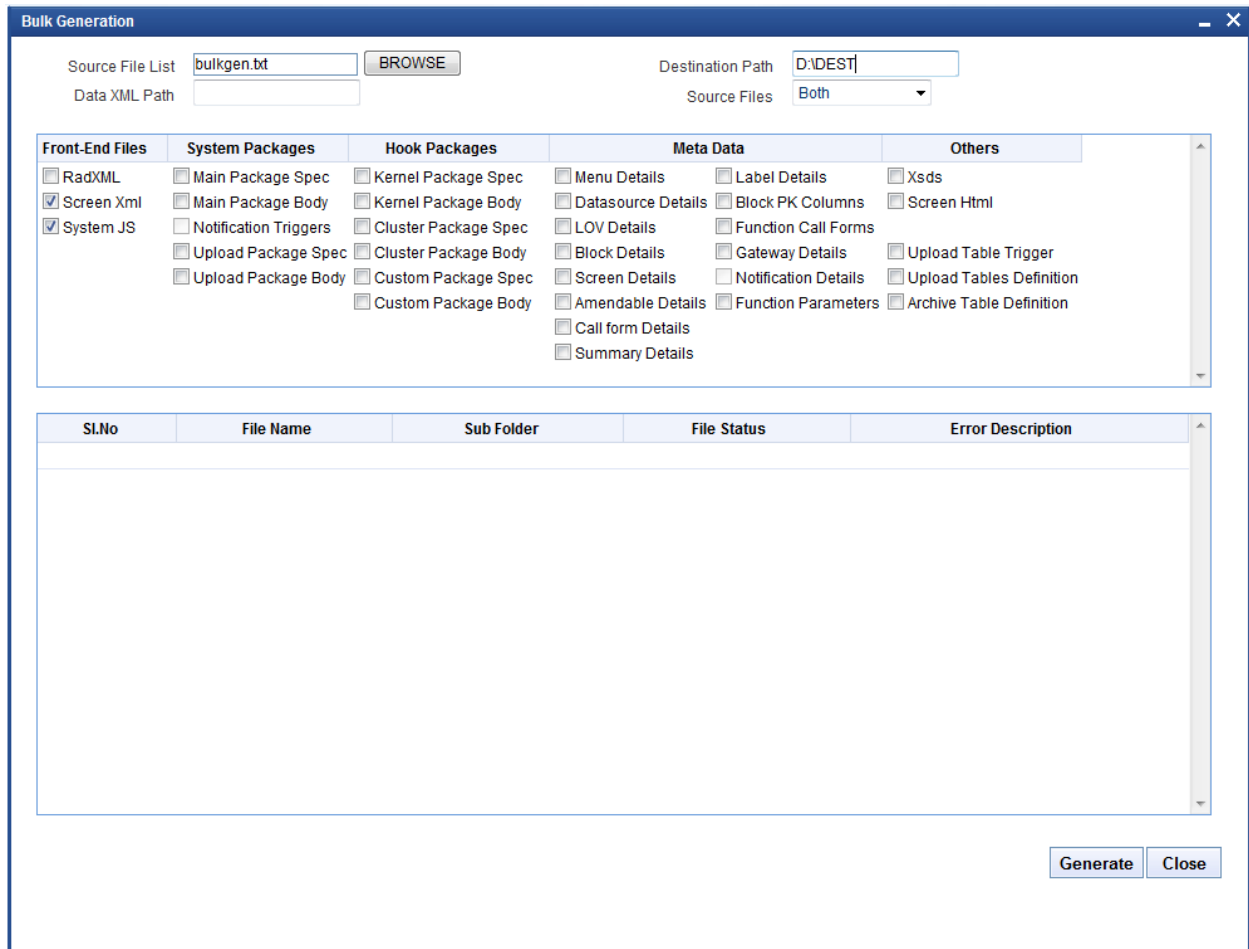 Bulk Generation
Source File List bulkgen.txt BROWSE Destination Path D:\DEST
Data XML Path Source Files Both
Front-End Files System Packages Hook Packages Meta Data Others
RadXML Main Package Spec Kernel Package Spec Menu Details Label Details Xsds
Screen Xml Main Package Body Kernel Package Body Datasource Details Block PK Columns Screen Html
System JS Notification Triggers Cluster Package Spec LOV Details Function Call Forms
Upload Package Spec Cluster Package Body Block Details Gateway Details Upload Table Trigger
Upload Package Body Custom Package Spec Screen Details Notification Details Upload Tables Definition
Custom Package Body Amendable Details Function Parameters Archive Table Definition
Call form Details
Summary Details
Sl.No File Name Sub Folder File Status Error Description
Generate Close